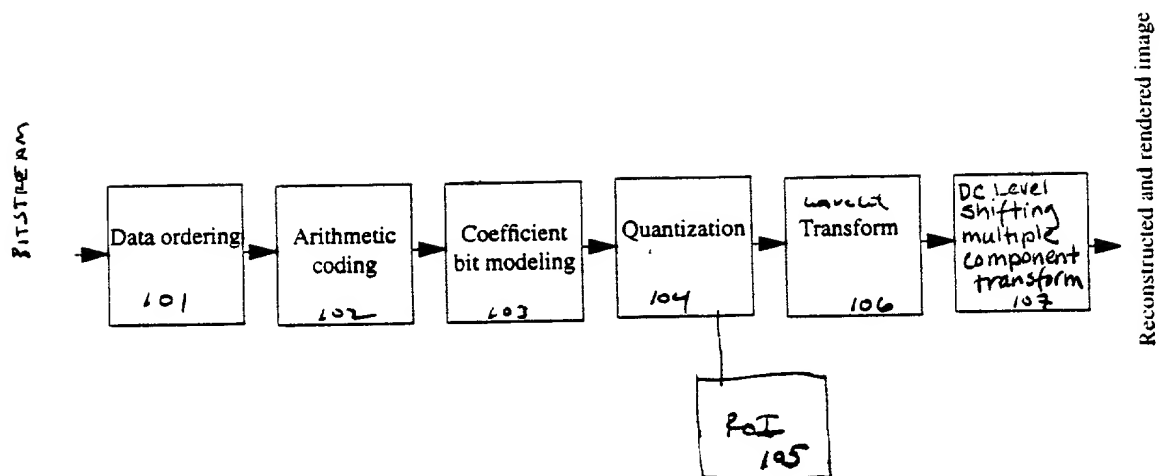 BITSTREAM
Data ordering
101
Arithmetic
coding
102
Coefficient
bit modeling
103
Quantization
104
wavelet
Transform
106
DC Level
shifting
multiple
component
transform
107
Reconstructed and rendered image
RoI
105